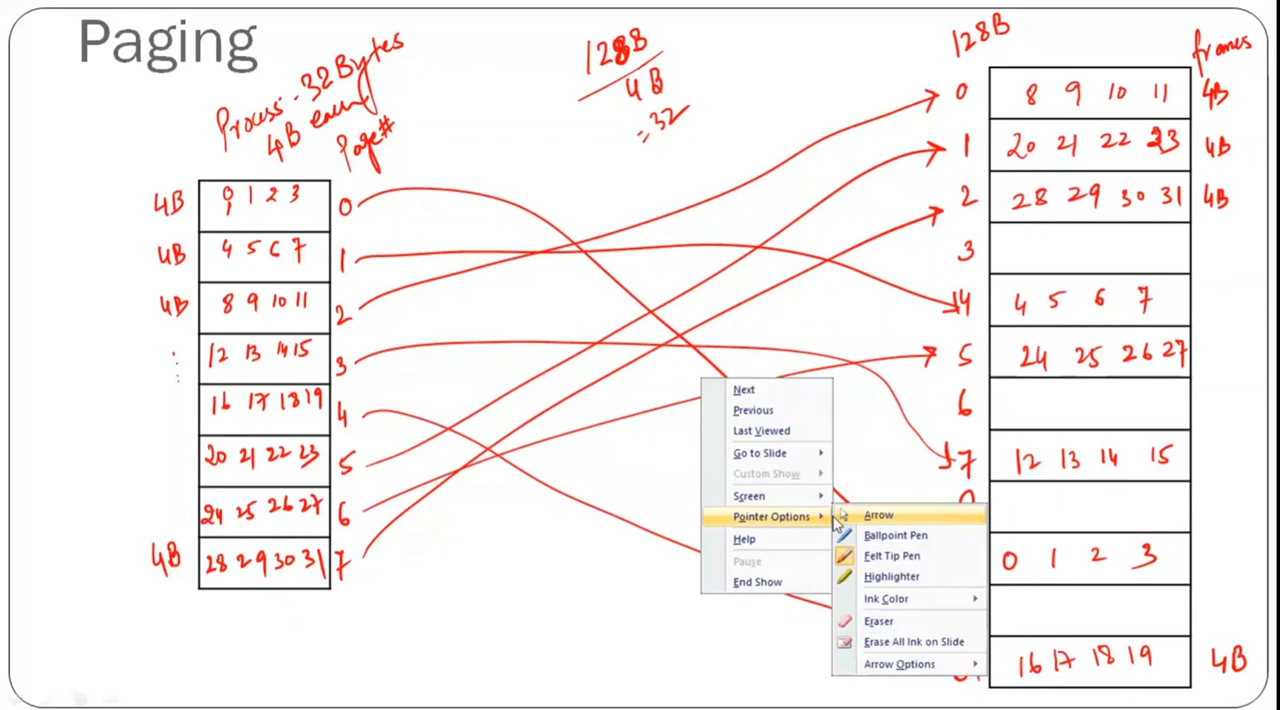 Paging
Process - 32 Bytes
4B each
Page#
128B
4B
= 32
128B
frames
4B 0 1 2 3 0
4B 4 5 6 7 1
4B 8 9 10 11 2
12 13 14 15 3
16 17 18 19 4
20 21 22 23 5
24 25 26 27 6
4B 28 29 30 31 7
0 8 9 10 11 4B
1 20 21 22 23 4B
2 28 29 30 31 4B
3
4 4 5 6 7
5 24 25 26 27
6
7 12 13 14 15
0 1 2 3
16 17 18 19 4B
Next
Previous
Last Viewed
Go to Slide
Custom Show
Screen
Pointer Options
Help
Pause
End Show
Arrow
Ballpoint Pen
Felt Tip Pen
Highlighter
Ink Color
Eraser
Erase All Ink on Slide
Arrow Options